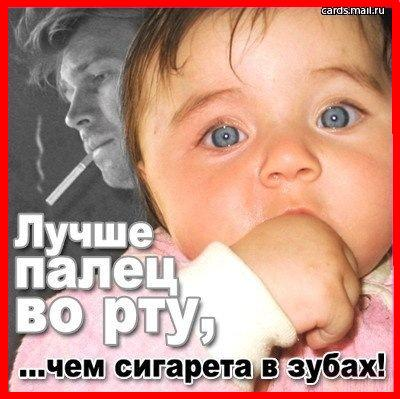 cards.mail.ru
Лучше
палец
во рту,
...чем сигарета в зубах!